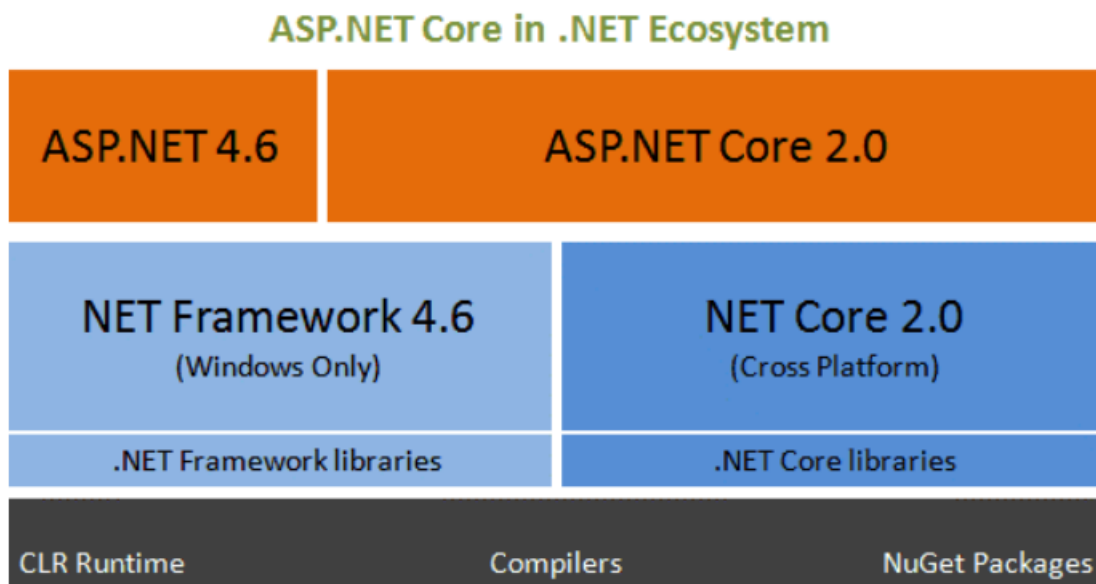 ASP.NET Core in .NET Ecosystem
ASP.NET 4.6
ASP.NET Core 2.0
NET Framework 4.6
(Windows Only)
NET Core 2.0
(Cross Platform)
.NET Framework libraries
.NET Core libraries
CLR Runtime
Compilers
NuGet Packages